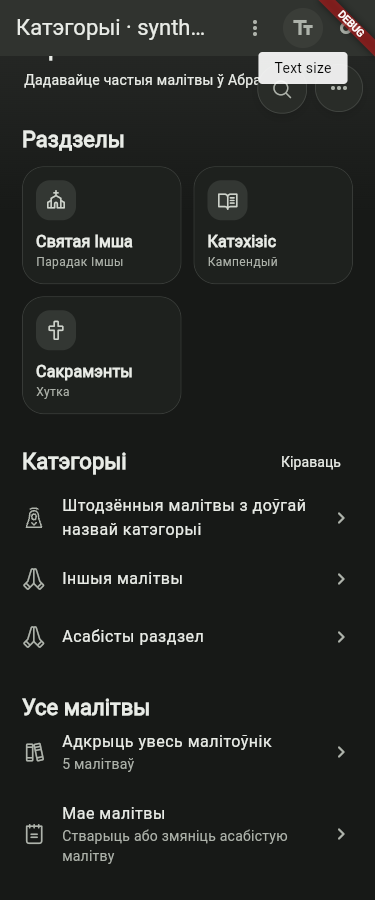 Катэгорыі · synth…
DEBUG
Text size
Дадавайце частыя малітвы ў Абра
Раздзелы
Святая Імша
Парадак Імшы
Катэхізіс
Кампендый
Сакрамэнты
Хутка
Катэгорыі
Кіраваць
Штодзённыя малітвы з доўгай
назвай катэгорыі
Іншыя малітвы
Асабісты раздзел
Усе малітвы
Адкрыць увесь малітоўнік
5 малітваў
Мае малітвы
Стварыць або змяніць асабістую
малітву